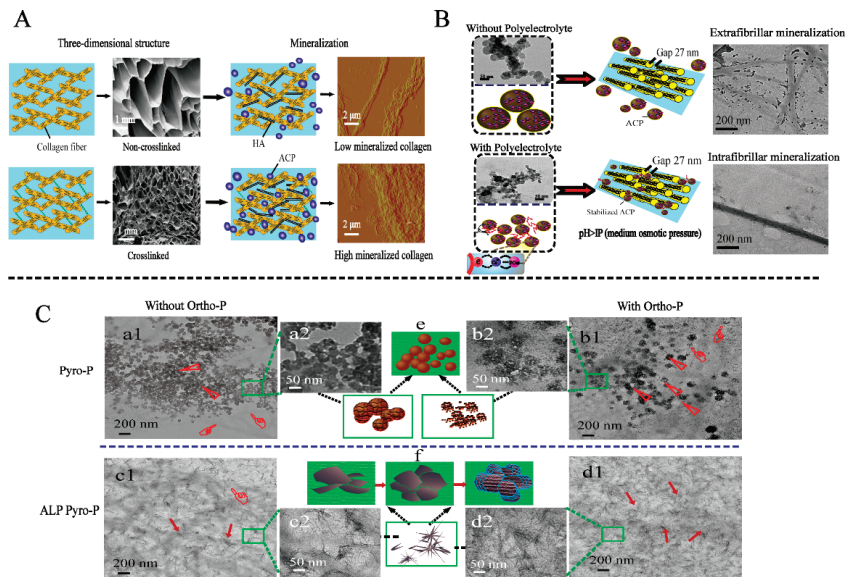 A
Three-dimensional structure
Mineralization
1 mm
2 μm
Collagen fiber
Non-crosslinked
HA
Low mineralized collagen
ACP
1 mm
2 μm
Crosslinked
High mineralized collagen
B
Without Polyelectrolyte
Extrafibrillar mineralization
Gap 27 nm
ACP
200 nm
With Polyelectrolyte
Intrafibrillar mineralization
Gap 27 nm
Stabilized ACP
pH>IP (medium osmotic pressure)
200 nm
C
Without Ortho-P
With Ortho-P
Pyro-P
a1
a2
e
b2
b1
200 nm
50 nm
50 nm
200 nm
ALP Pyro-P
c1
f
d1
c2
d2
200 nm
50 nm
50 nm
200 nm